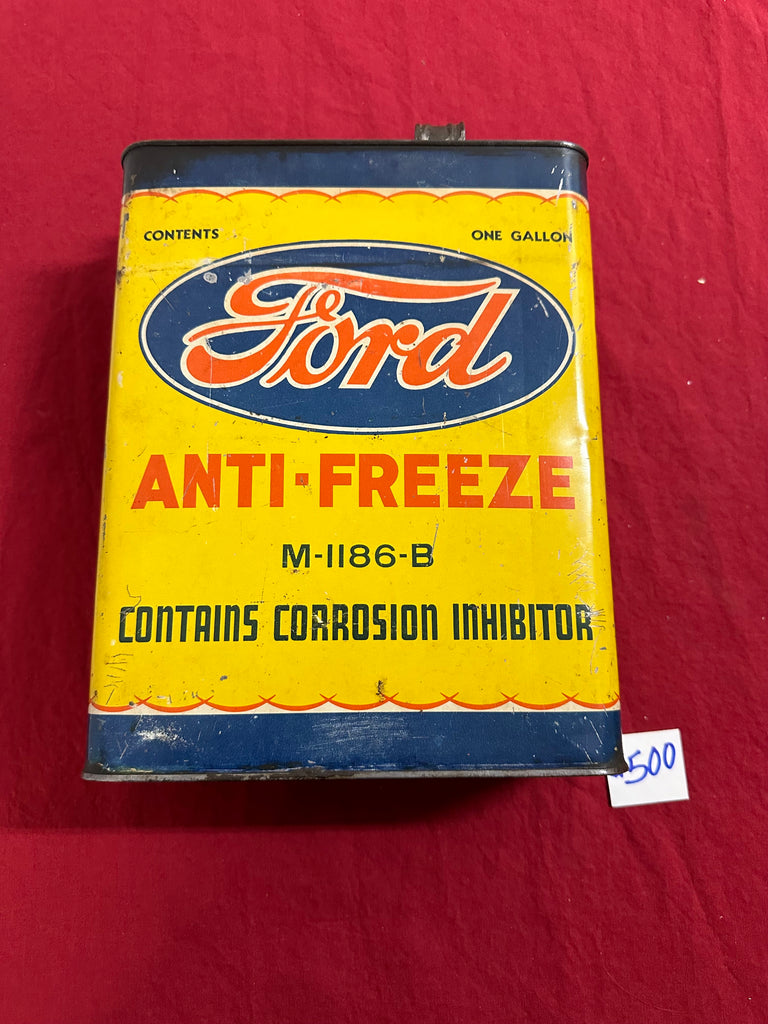 CONTENTS ONE GALLON
Ford
ANTI-FREEZE
M-1186-B
CONTAINS CORROSION INHIBITOR
500